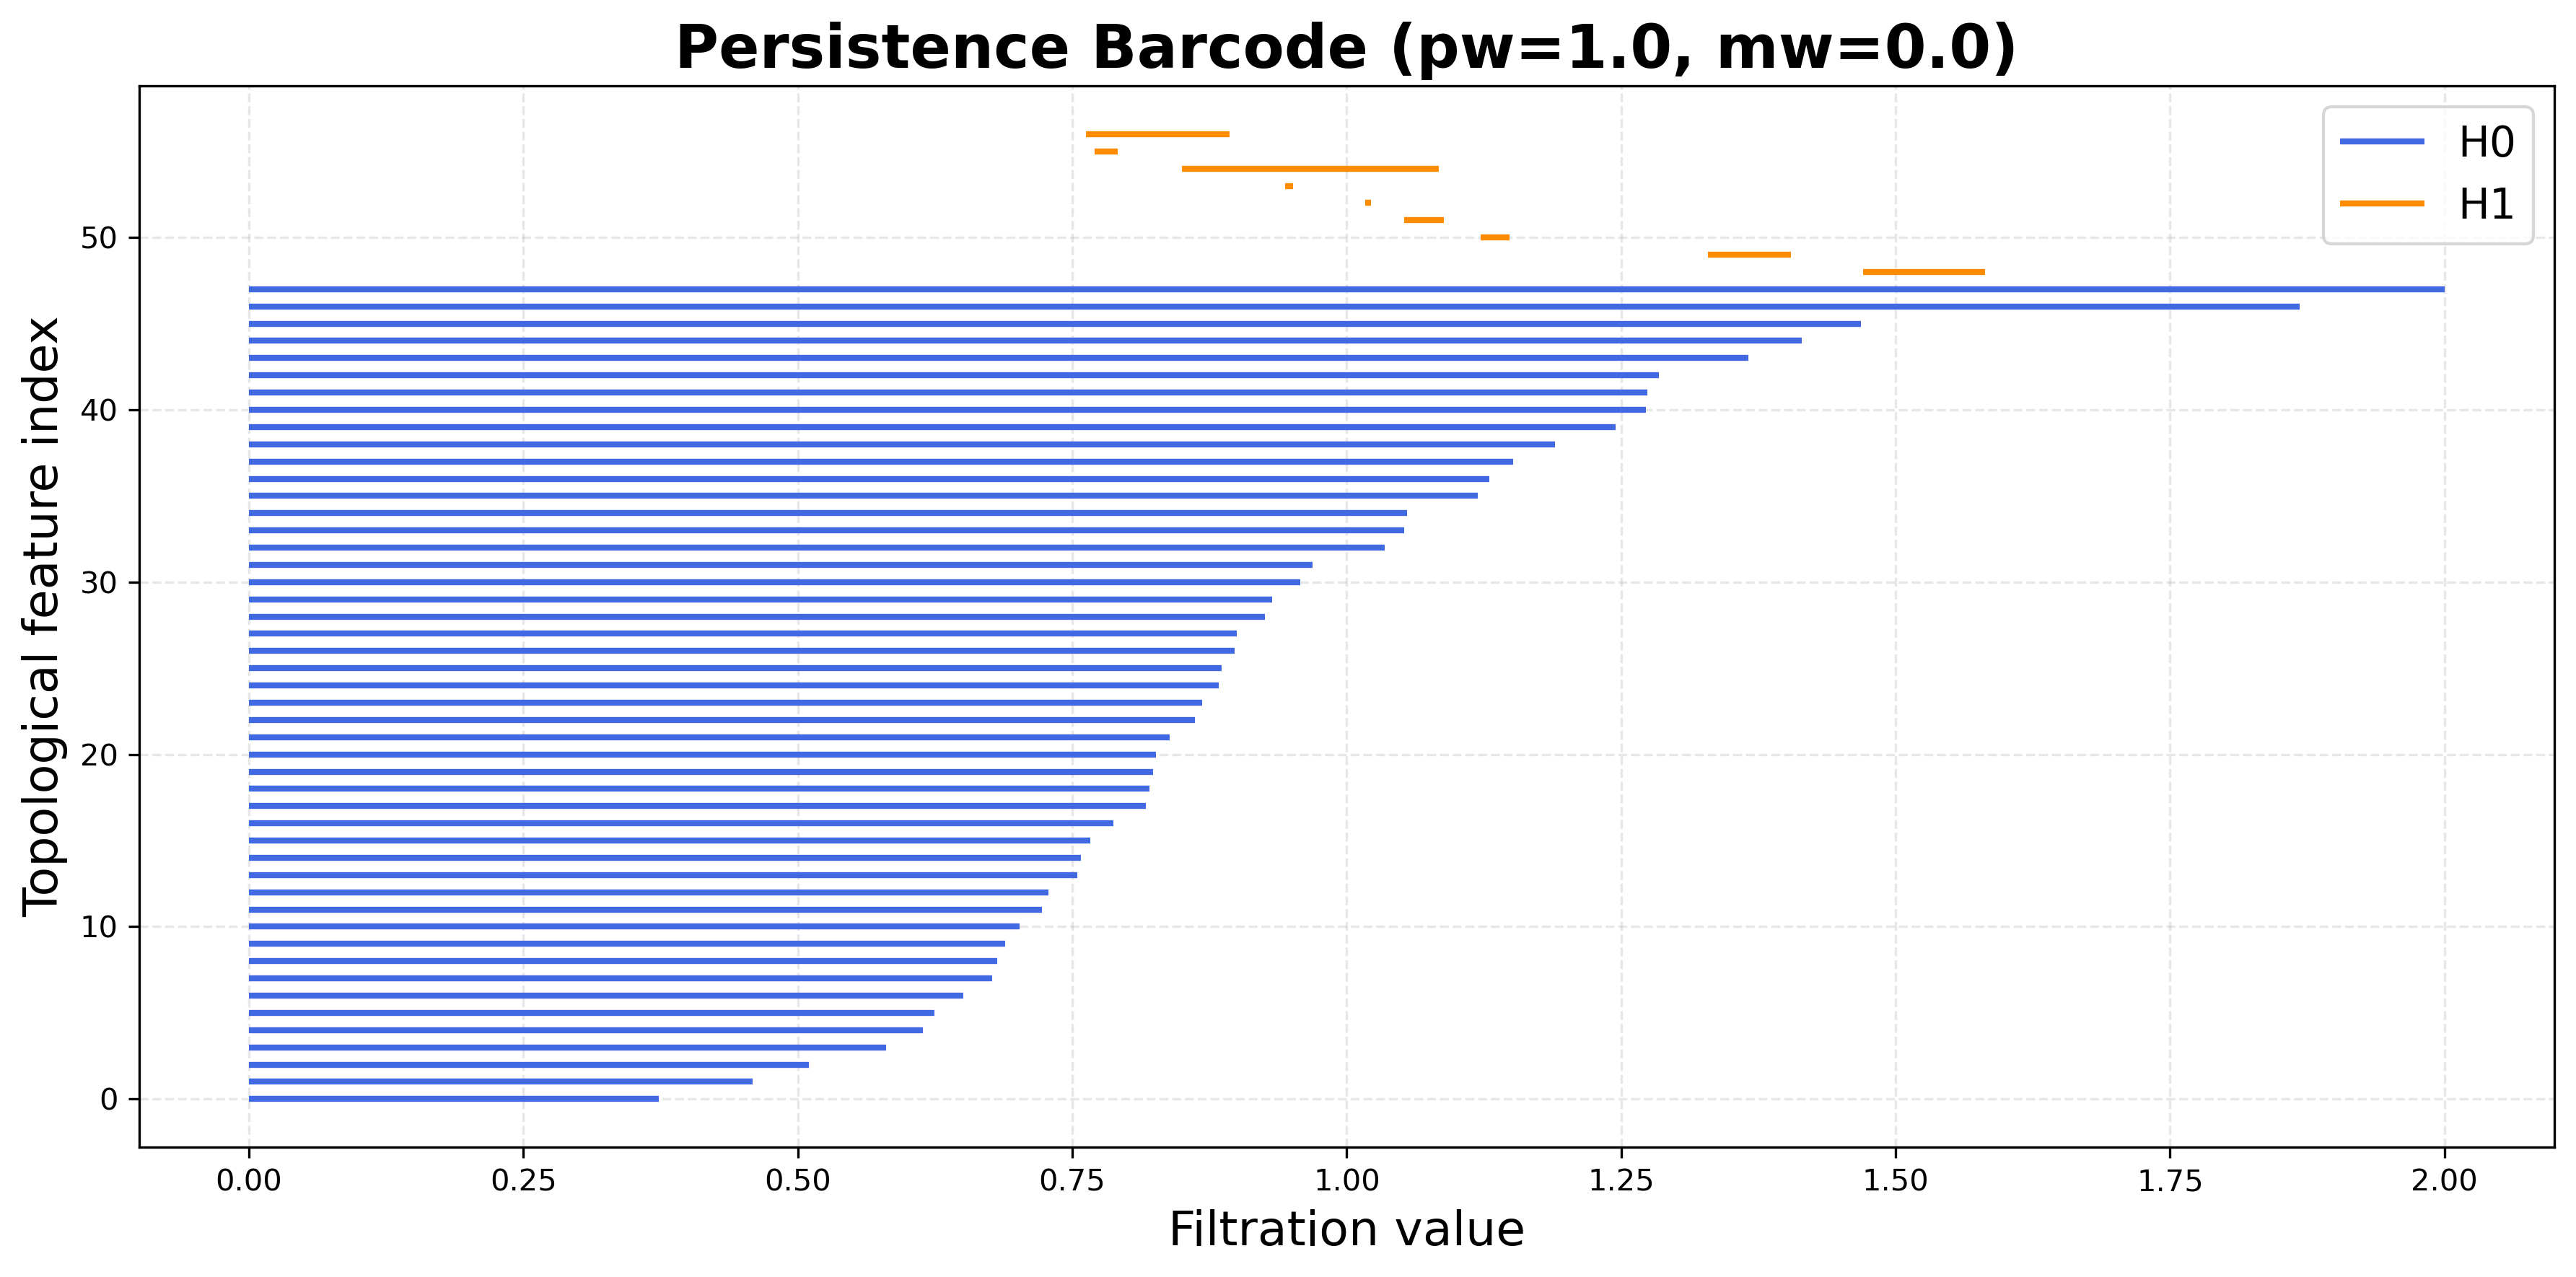 Persistence Barcode (pw=1.0, mw=0.0)
H0
H1
Topological feature index
50
40
30
20
10
0
0.00 0.25 0.50 0.75 1.00 1.25 1.50 1.75 2.00
Filtration value